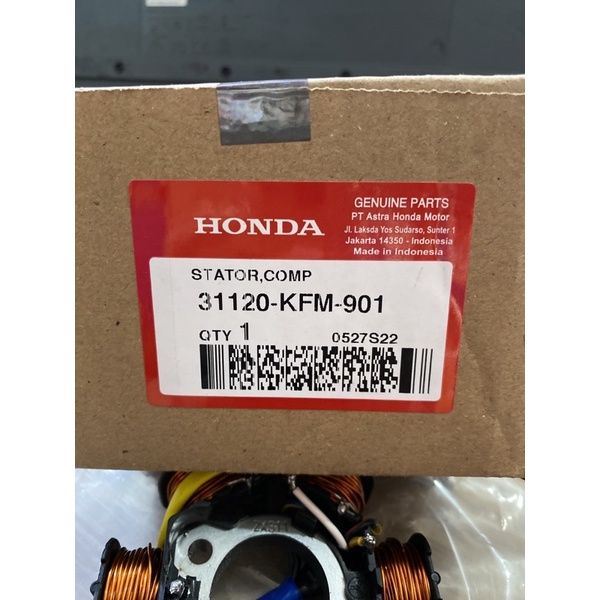 HONDA
GENUINE PARTS
PT Astra Honda Motor
Jl. Laksda Yos Sudarso, Sunter 1
Jakarta 14350 - Indonesia
Made in Indonesia
STATOR,COMP
31120-KFM-901
QTY 1 0527S22